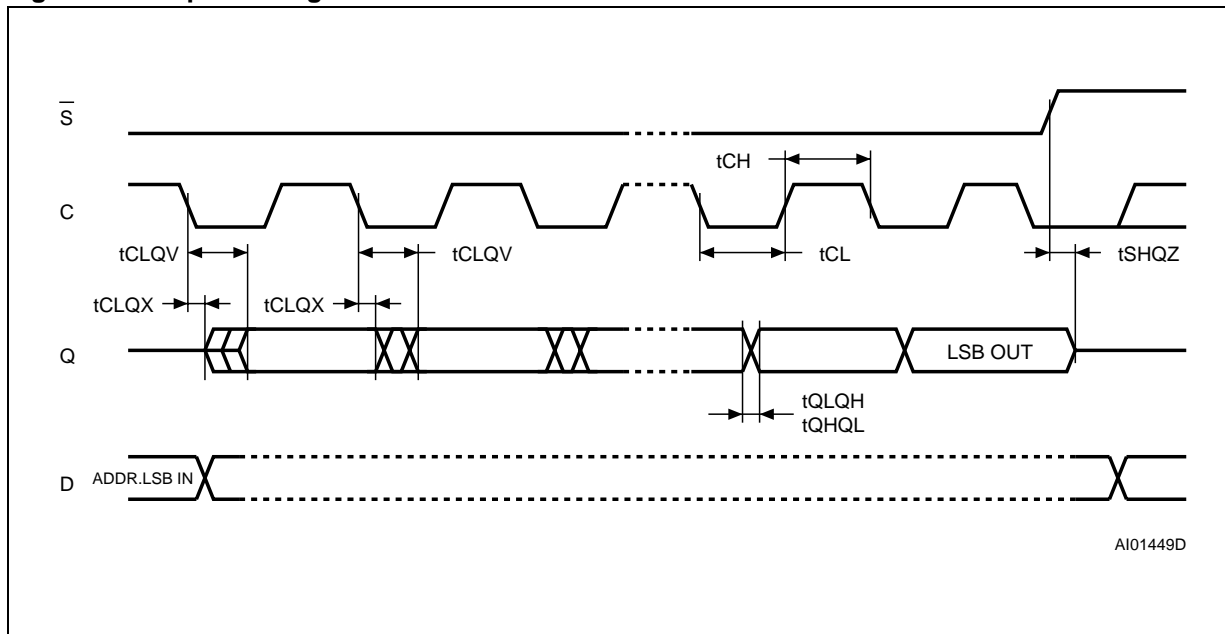 S
tCH
C
tCLQV
tCLQV
tCL
tSHQZ
tCLQX
tCLQX
Q
LSB OUT
tQLQH
tQHQL
D
ADDR.LSB IN
AI01449D